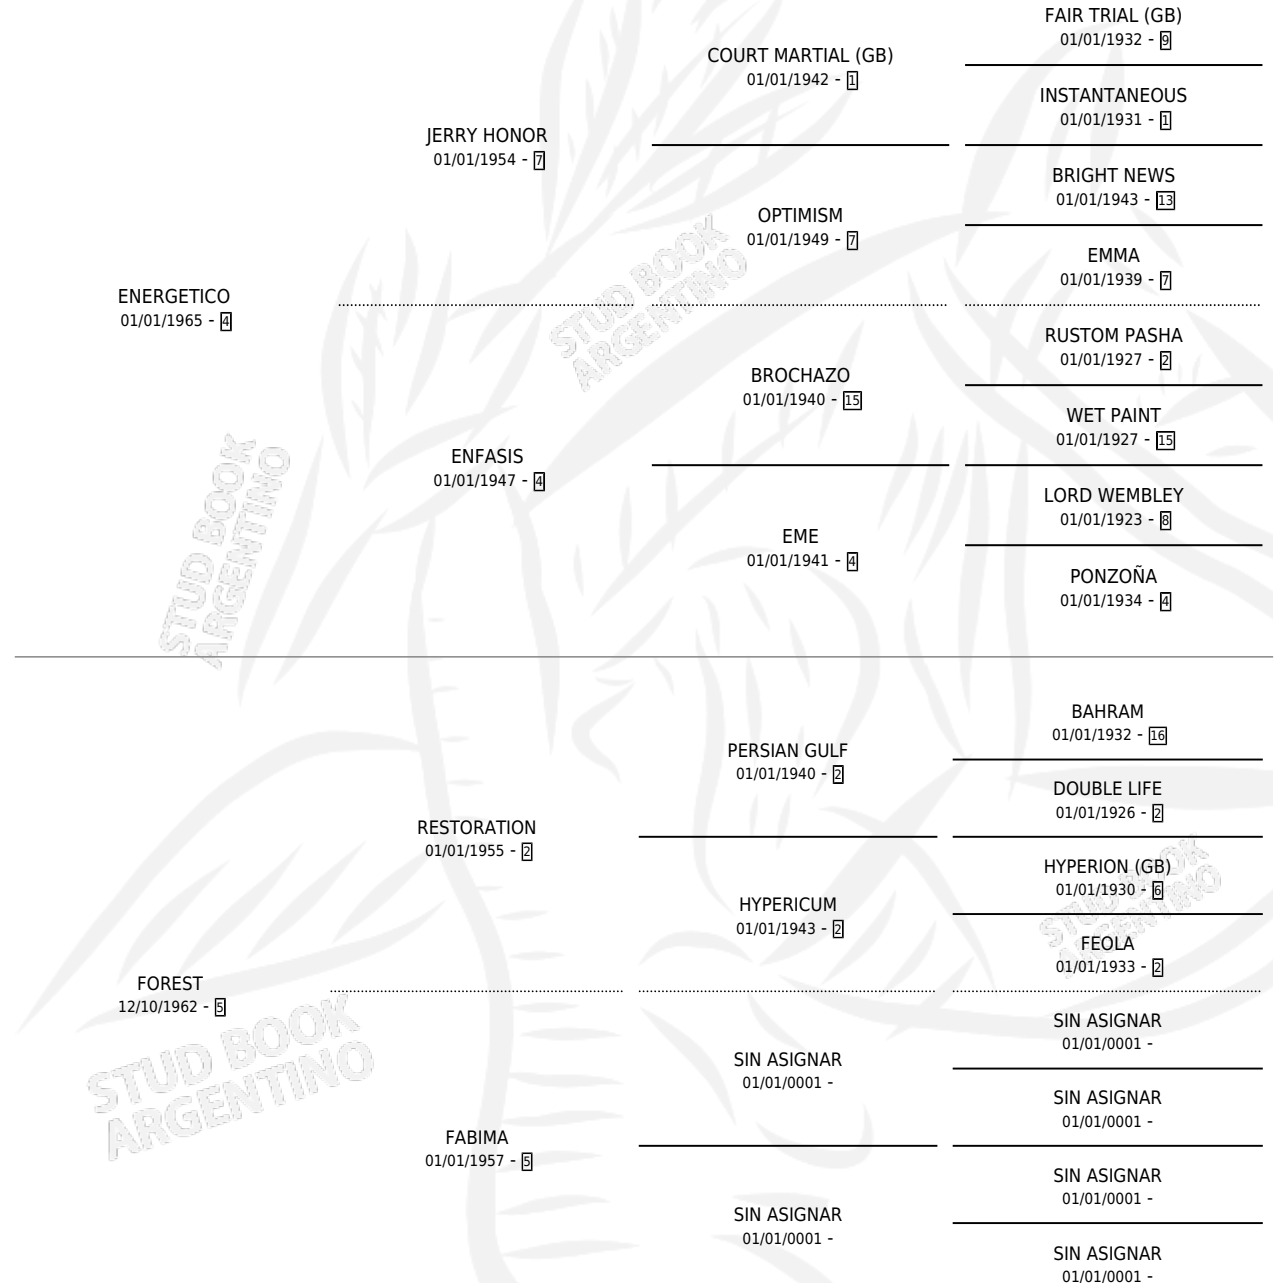 FAIR TRIAL (GB)
01/01/1932 - 9
COURT MARTIAL (GB)
01/01/1942 - 1
INSTANTANEOUS
01/01/1931 - 1
JERRY HONOR
01/01/1954 - 7
BRIGHT NEWS
01/01/1943 - 13
OPTIMISM
01/01/1949 - 7
EMMA
01/01/1939 - 7
ENERGETICO
01/01/1965 - 4
RUSTOM PASHA
01/01/1927 - 2
BROCHAZO
01/01/1940 - 15
WET PAINT
01/01/1927 - 15
ENFASIS
01/01/1947 - 4
LORD WEMBLEY
01/01/1923 - 8
EME
01/01/1941 - 4
PONZOÑA
01/01/1934 - 4
BAHRAM
01/01/1932 - 16
PERSIAN GULF
01/01/1940 - 2
DOUBLE LIFE
01/01/1926 - 2
RESTORATION
01/01/1955 - 2
HYPERION (GB)
01/01/1930 - 6
HYPERICUM
01/01/1943 - 2
FEOLA
01/01/1933 - 2
FOREST
12/10/1962 - 5
SIN ASIGNAR
01/01/0001 -
SIN ASIGNAR
01/01/0001 -
SIN ASIGNAR
01/01/0001 -
FABIMA
01/01/1957 - 5
SIN ASIGNAR
01/01/0001 -
SIN ASIGNAR
01/01/0001 -
SIN ASIGNAR
01/01/0001 -
STUD BOOK
ARGENTINO
STUD BOOK
ARGENTINO
STUD BOOK
ARGENTINO
STUD BOOK
ARGENTINO